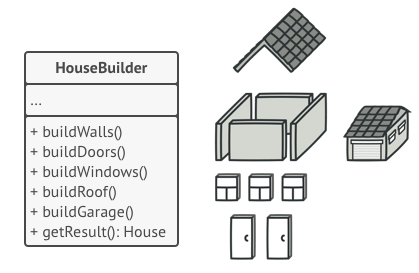 HouseBuilder
...
+ buildWalls()
+ buildDoors()
+ buildWindows()
+ buildRoof()
+ buildGarage()
+ getResult(): House